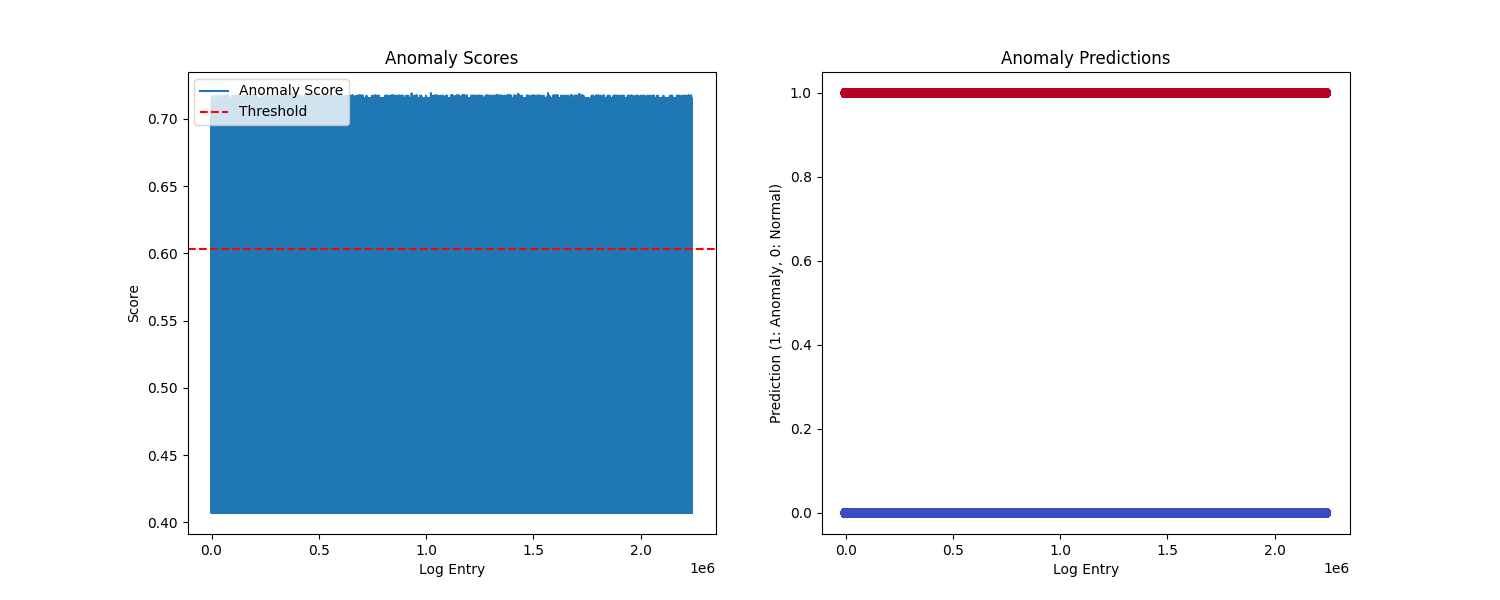 Anomaly Scores
Anomaly Score
Threshold
0.70
0.65
0.60
0.55
0.50
0.45
0.40
Score
0.0 0.5 1.0 1.5 2.0
1e6
Log Entry
Anomaly Predictions
1.0
0.8
0.6
0.4
0.2
0.0
Prediction (1: Anomaly, 0: Normal)
0.0 0.5 1.0 1.5 2.0
1e6
Log Entry